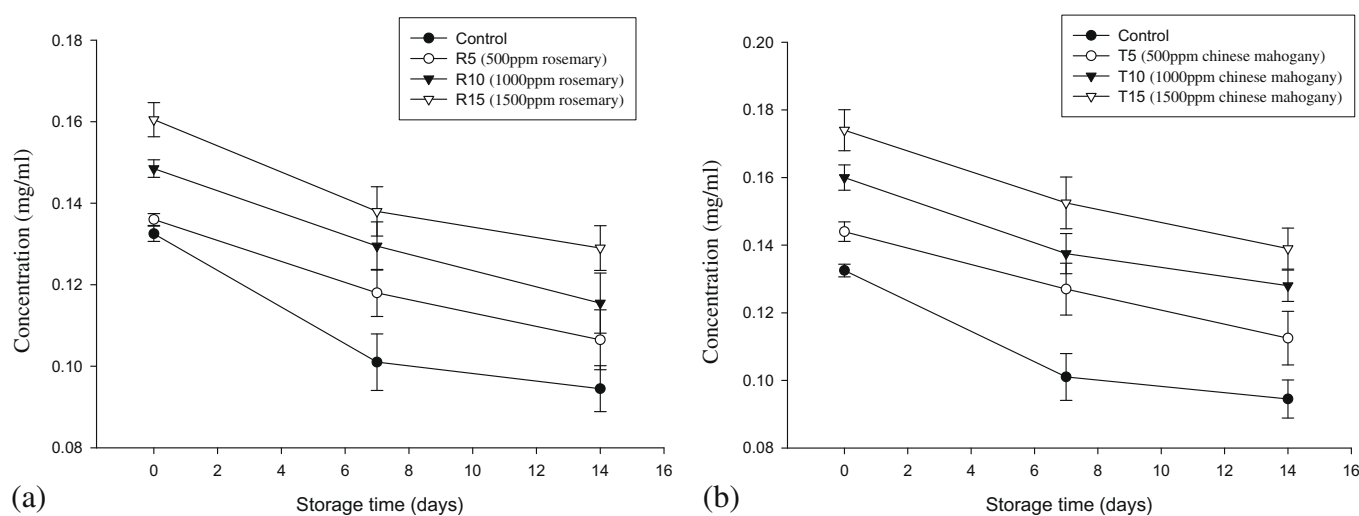 0.18
0.16
0.14
0.12
0.10
0.08
Concentration (mg/ml)
0 2 4 6 8 10 12 14 16
Storage time (days)
Control
R5 (500ppm rosemary)
R10 (1000ppm rosemary)
R15 (1500ppm rosemary)
(a)
0.20
0.18
0.16
0.14
0.12
0.10
0.08
Concentration (mg/ml)
0 2 4 6 8 10 12 14 16
Storage time (days)
Control
T5 (500ppm chinese mahogany)
T10 (1000ppm chinese mahogany)
T15 (1500ppm chinese mahogany)
(b)